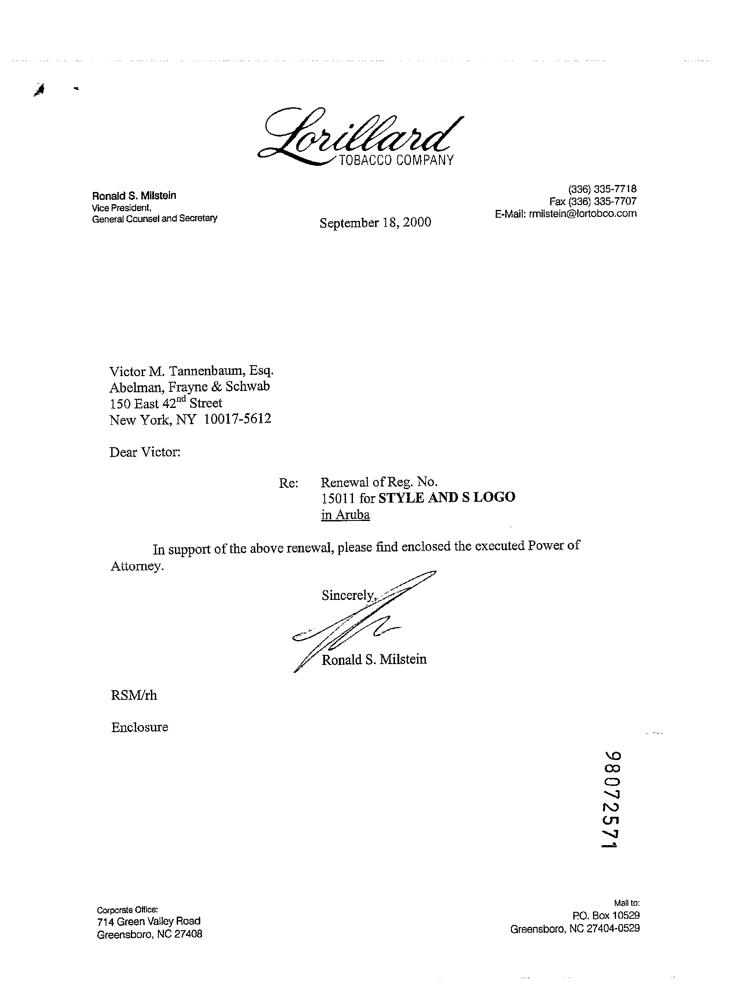 Lorillard
TOBACCO COMPANY
Ronald S. Milstein
Vice President,
General Counsel and Secretary
(336) 335-7718
Fax (336) 335-7707
E-Mail: rmilstein@lortobco.com
September 18, 2000
Victor M. Tannenbaum, Esq.
Abelman, Frayne & Schwab
150 East 42nd Street
New York, NY 10017-5612
Dear Victor:
Re: Renewal of Reg. No.
15011 for STYLE AND S LOGO
in Aruba
In support of the above renewal, please find enclosed the executed Power of
Attorney.
Sincerely,
Ronald S. Milstein
RSM/rh
Enclosure
98072571
Corporate Office:
714 Green Valley Road
Greensboro, NC 27408
Mail to:
P.O. Box 10529
Greensboro, NC 27404-0529